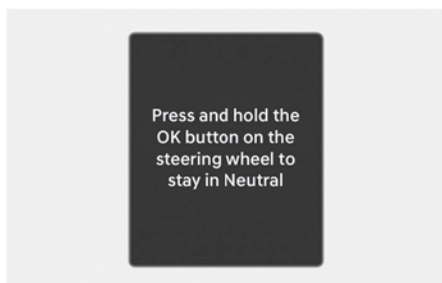 Press and hold the
OK button on the
steering wheel to
stay in Neutral